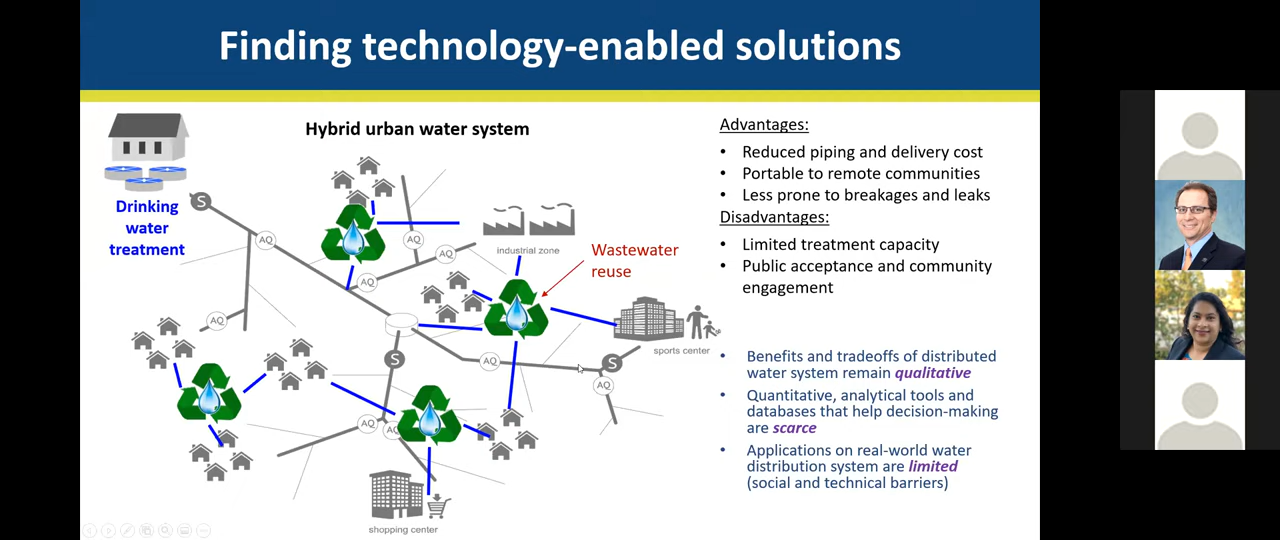 Finding technology-enabled solutions
Hybrid urban water system
Drinking
water
treatment
S
AQ
AQ
AQ
AQ
AQ
industrial zone
Wastewater
reuse
sports center
S
AQ
S
AQ
AQ
AQ
shopping center
Advantages:
• Reduced piping and delivery cost
• Portable to remote communities
• Less prone to breakages and leaks
Disadvantages:
• Limited treatment capacity
• Public acceptance and community
engagement
• Benefits and tradeoffs of distributed
water system remain qualitative
• Quantitative, analytical tools and
databases that help decision-making
are scarce
• Applications on real-world water
distribution system are limited
(social and technical barriers)